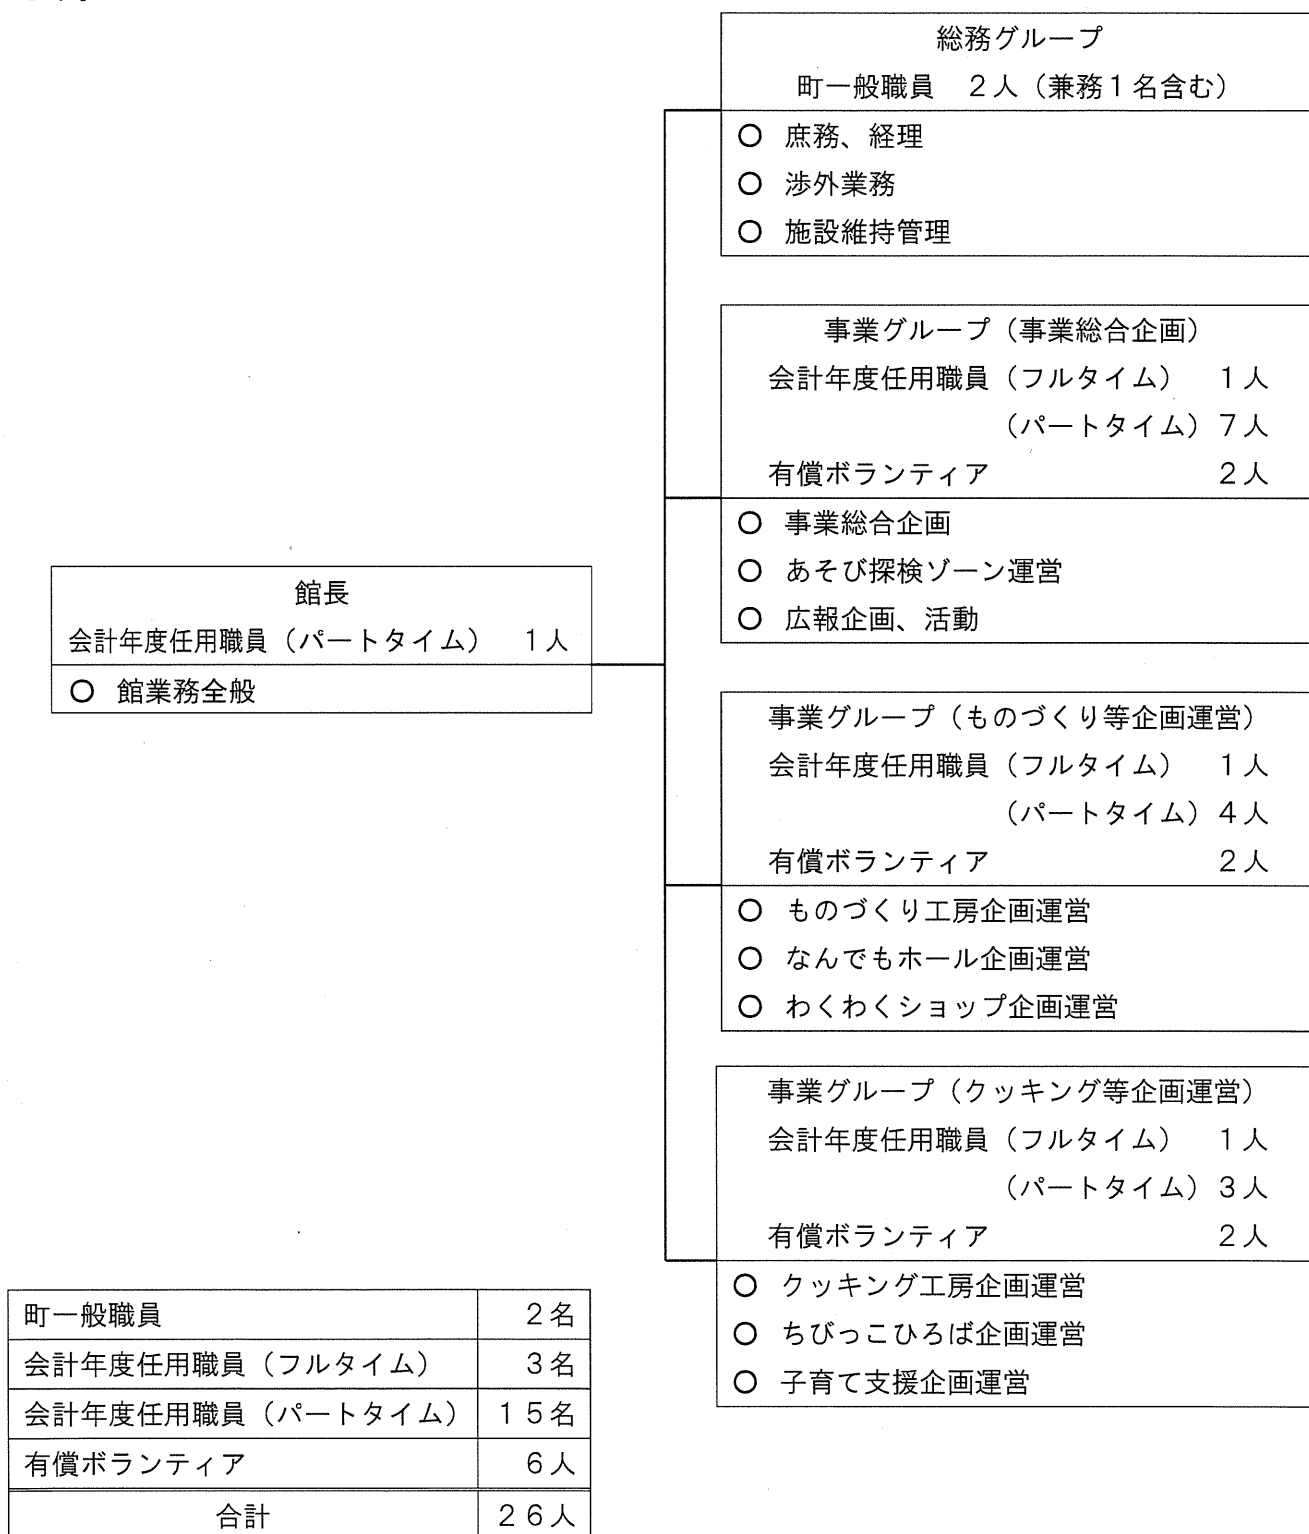 総務グループ
町一般職員　２人（兼務１名含む）
○ 庶務、経理
○ 渉外業務
○ 施設維持管理
事業グループ（事業総合企画）
会計年度任用職員（フルタイム）　１人
（パートタイム）７人
有償ボランティア　２人
○ 事業総合企画
○ あそび探検ゾーン運営
○ 広報企画、活動
館長
会計年度任用職員（パートタイム）　１人
○ 館業務全般
事業グループ（ものづくり等企画運営）
会計年度任用職員（フルタイム）　１人
（パートタイム）４人
有償ボランティア　２人
○ ものづくり工房企画運営
○ なんでもホール企画運営
○ わくわくショップ企画運営
事業グループ（クッキング等企画運営）
会計年度任用職員（フルタイム）　１人
（パートタイム）３人
有償ボランティア　２人
○ クッキング工房企画運営
○ ちびっこひろば企画運営
○ 子育て支援企画運営
町一般職員　２名
会計年度任用職員（フルタイム）　３名
会計年度任用職員（パートタイム）　１５名
有償ボランティア　６人
合計　２６人